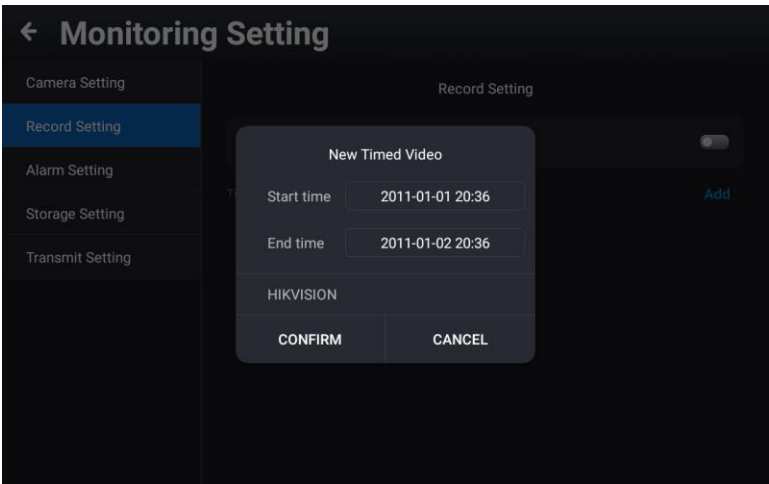 Monitoring Setting
Camera Setting
Record Setting
Alarm Setting
Storage Setting
Transmit Setting
Record Setting
Add
New Timed Video
Start time 2011-01-01 20:36
End time 2011-01-02 20:36
HIKVISION
CONFIRM CANCEL